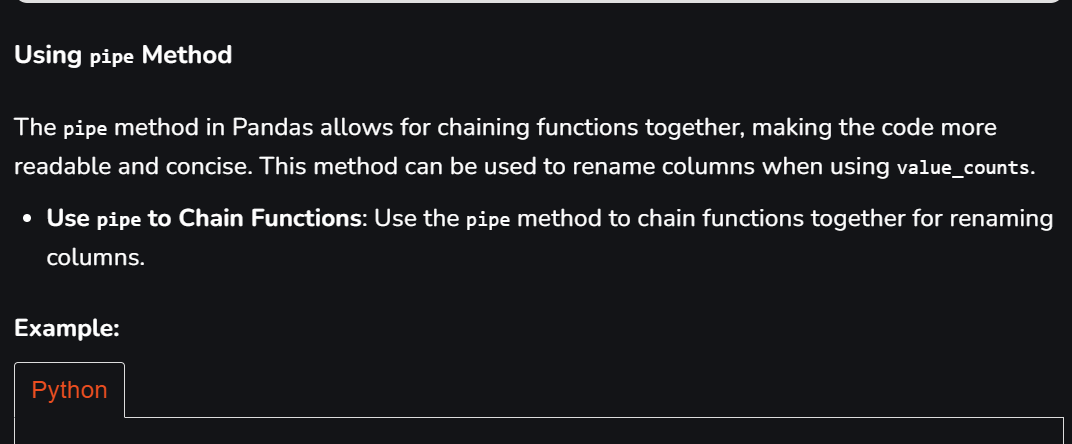 Using pipe Method
The pipe method in Pandas allows for chaining functions together, making the code more
readable and concise. This method can be used to rename columns when using value_counts.
• Use pipe to Chain Functions: Use the pipe method to chain functions together for renaming
columns.
Example:
Python